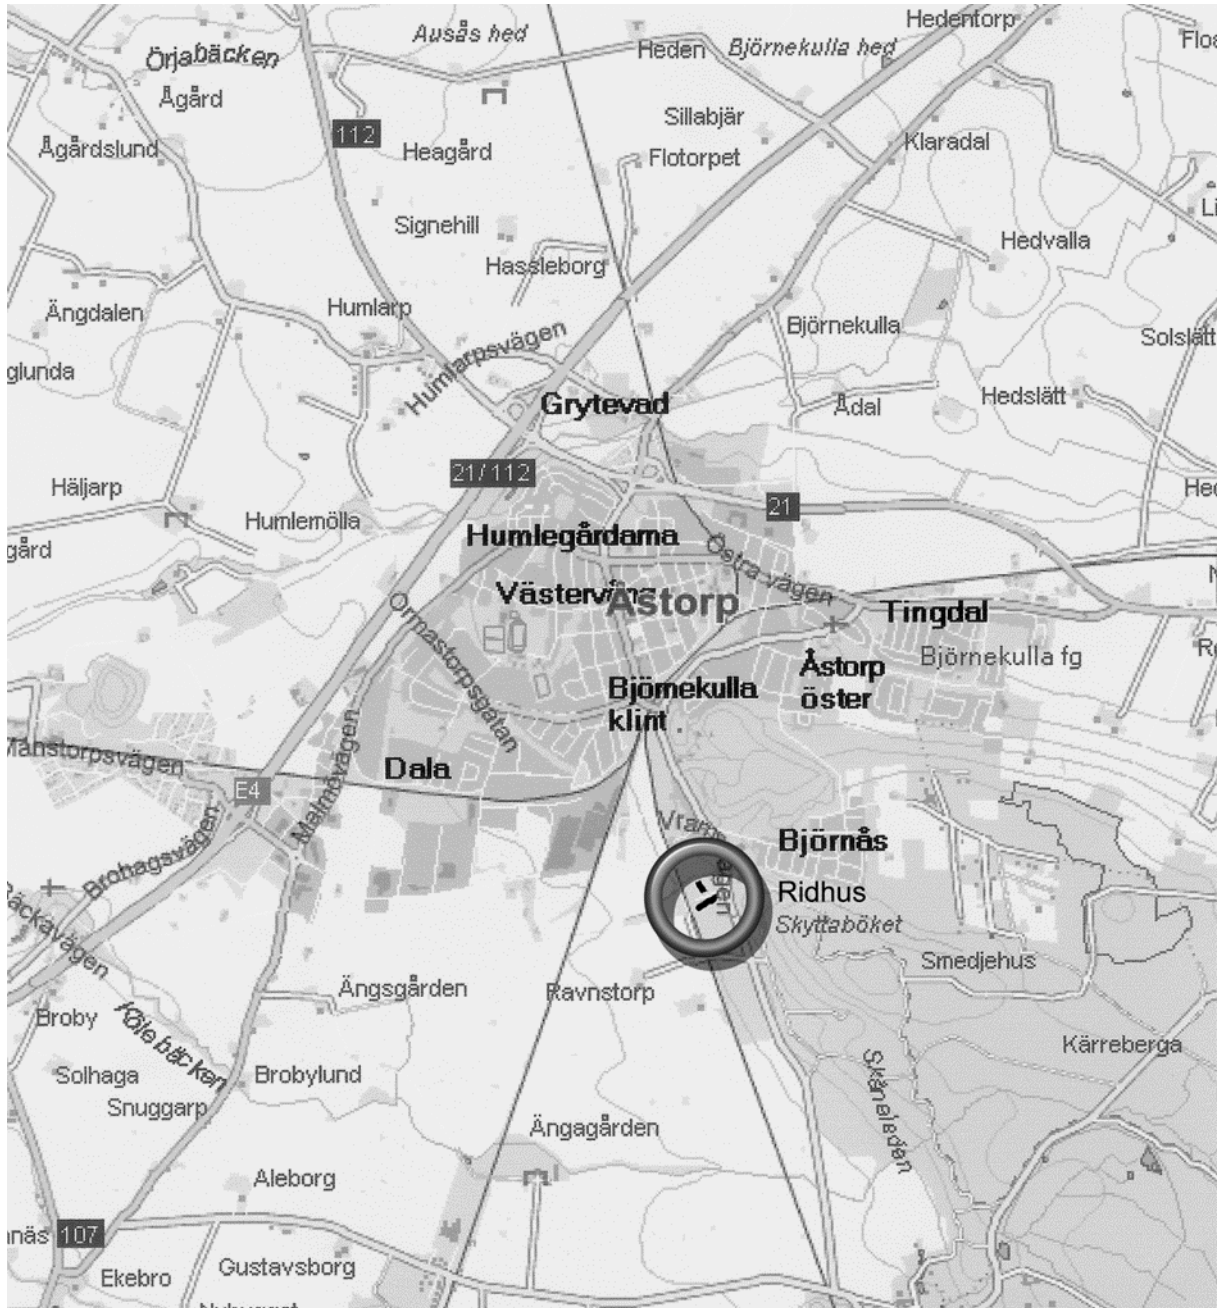 Ausås hed
Hedentorp
Heden
Björnekulla hed
Örjabäcken
Ågård
Sillabjär
112
Ågårdslund
Heagård
Flotorpet
Klaradal
Signehill
Hedvalla
Hassleborg
Ängdalen
Humlarp
Björnekulla
Solslätt
glunda
Humlarpsvägen
Grytevad
Ådal
Hedslätt
21/112
Häljarp
21
Humlemölla
gård
Humlegårdarna
Östra vägen
Åstorp
Ormastorpsgatan
Tingdal
Björnekulla fg
Åstorp
öster
Björnekulla
klint
Månstorpsvägen
Dala
E4
Malmövägen
Brohagsvägen
Björnås
Ridhus
Skyttaböket
Smedjehus
Ängsgården
Ravnstorp
Broby
Kölebäcken
Kärreberga
Solhaga
Brobylund
Snuggarp
Skåneleden
Ängagården
Aleborg
107
Gustavsborg
Ekebro